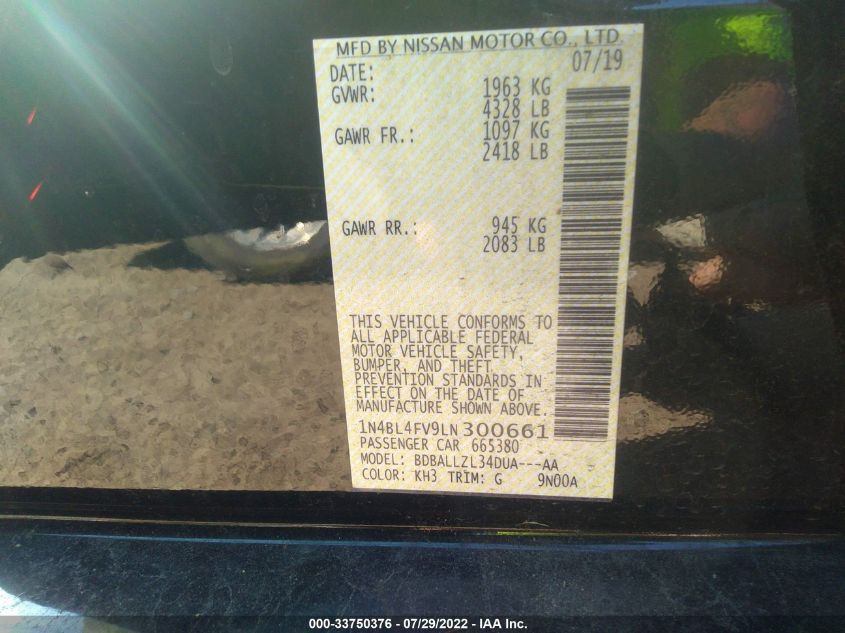 MFD BY NISSAN MOTOR CO., LTD.
DATE: 07/19
GVWR: 1963 KG
4328 LB
GAWR FR.: 1097 KG
2418 LB
GAWR RR.: 945 KG
2083 LB
THIS VEHICLE CONFORMS TO
ALL APPLICABLE FEDERAL
MOTOR VEHICLE SAFETY,
BUMPER, AND THEFT
PREVENTION STANDARDS IN
EFFECT ON THE DATE OF
MANUFACTURE SHOWN ABOVE.
1N4BL4FV9LN300661
PASSENGER CAR 665380
MODEL: BDBALLZL34DUA---AA
COLOR: KH3 TRIM: G 9N00A
000-33750376 - 07/29/2022 - IAA Inc.